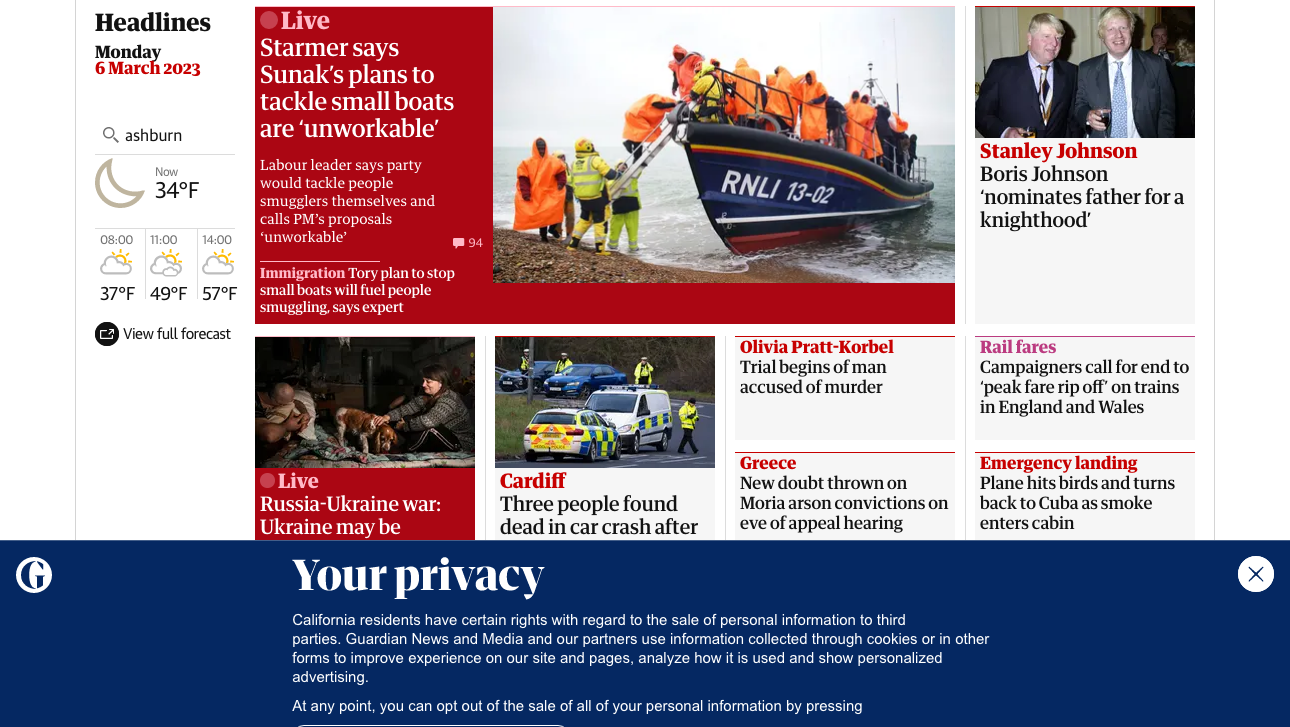 Headlines
Monday
6 March 2023
ashburn
Now
34°F
08:00
11:00
14:00
37°F
49°F
57°F
View full forecast
Live
Starmer says
Sunak's plans to
tackle small boats
are 'unworkable'
Labour leader says party
would tackle people
smugglers themselves and
calls PM's proposals
'unworkable'
94
Immigration Tory plan to stop
small boats will fuel people
smuggling, says expert
RNLI 13-02
Stanley Johnson
Boris Johnson
'nominates father for a
knighthood'
Live
Russia-Ukraine war:
Ukraine may be
Cardiff
Three people found
dead in car crash after
Olivia Pratt-Korbel
Trial begins of man
accused of murder
Greece
New doubt thrown on
Moria arson convictions on
eve of appeal hearing
Rail fares
Campaigners call for end to
'peak fare rip off' on trains
in England and Wales
Emergency landing
Plane hits birds and turns
back to Cuba as smoke
enters cabin
Your privacy
California residents have certain rights with regard to the sale of personal information to third
parties. Guardian News and Media and our partners use information collected through cookies or in other
forms to improve experience on our site and pages, analyze how it is used and show personalized
advertising.
At any point, you can opt out of the sale of all of your personal information by pressing